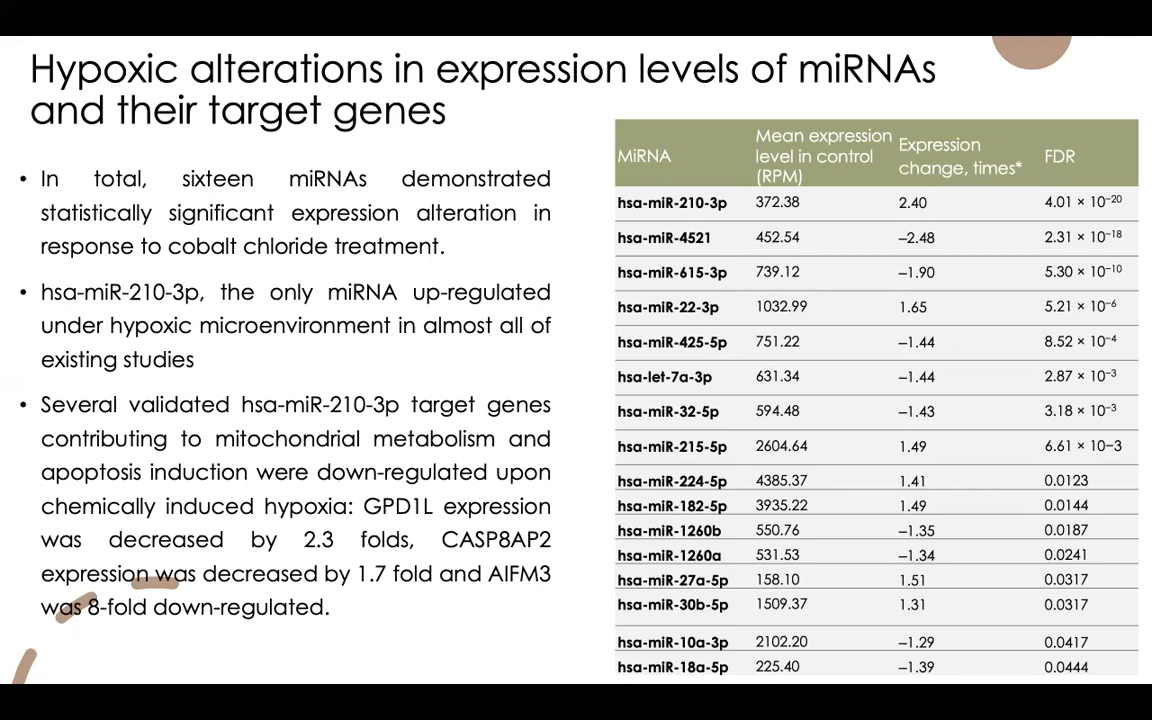 Hypoxic alterations in expression levels of miRNAs
and their target genes
• In total, sixteen miRNAs demonstrated
statistically significant expression alteration in
response to cobalt chloride treatment.
• hsa-miR-210-3p, the only miRNA up-regulated
under hypoxic microenvironment in almost all of
existing studies
• Several validated hsa-miR-210-3p target genes
contributing to mitochondrial metabolism and
apoptosis induction were down-regulated upon
chemically induced hypoxia: GPD1L expression
was decreased by 2.3 folds, CASP8AP2
expression was decreased by 1.7 fold and AIFM3
was 8-fold down-regulated.
MiRNA Mean expression level in control (RPM) Expression change, times* FDR
hsa-miR-210-3p 372.38 2.40 4.01 × 10⁻²⁰
hsa-miR-4521 452.54 –2.48 2.31 × 10⁻¹⁸
hsa-miR-615-3p 739.12 –1.90 5.30 × 10⁻¹⁰
hsa-miR-22-3p 1032.99 1.65 5.21 × 10⁻⁶
hsa-miR-425-5p 751.22 –1.44 8.52 × 10⁻⁴
hsa-let-7a-3p 631.34 –1.44 2.87 × 10⁻³
hsa-miR-32-5p 594.48 –1.43 3.18 × 10⁻³
hsa-miR-215-5p 2604.64 1.49 6.61 × 10−3
hsa-miR-224-5p 4385.37 1.41 0.0123
hsa-miR-182-5p 3935.22 1.49 0.0144
hsa-miR-1260b 550.76 –1.35 0.0187
hsa-miR-1260a 531.53 –1.34 0.0241
hsa-miR-27a-5p 158.10 1.51 0.0317
hsa-miR-30b-5p 1509.37 1.31 0.0317
hsa-miR-10a-3p 2102.20 –1.29 0.0417
hsa-miR-18a-5p 225.40 –1.39 0.0444